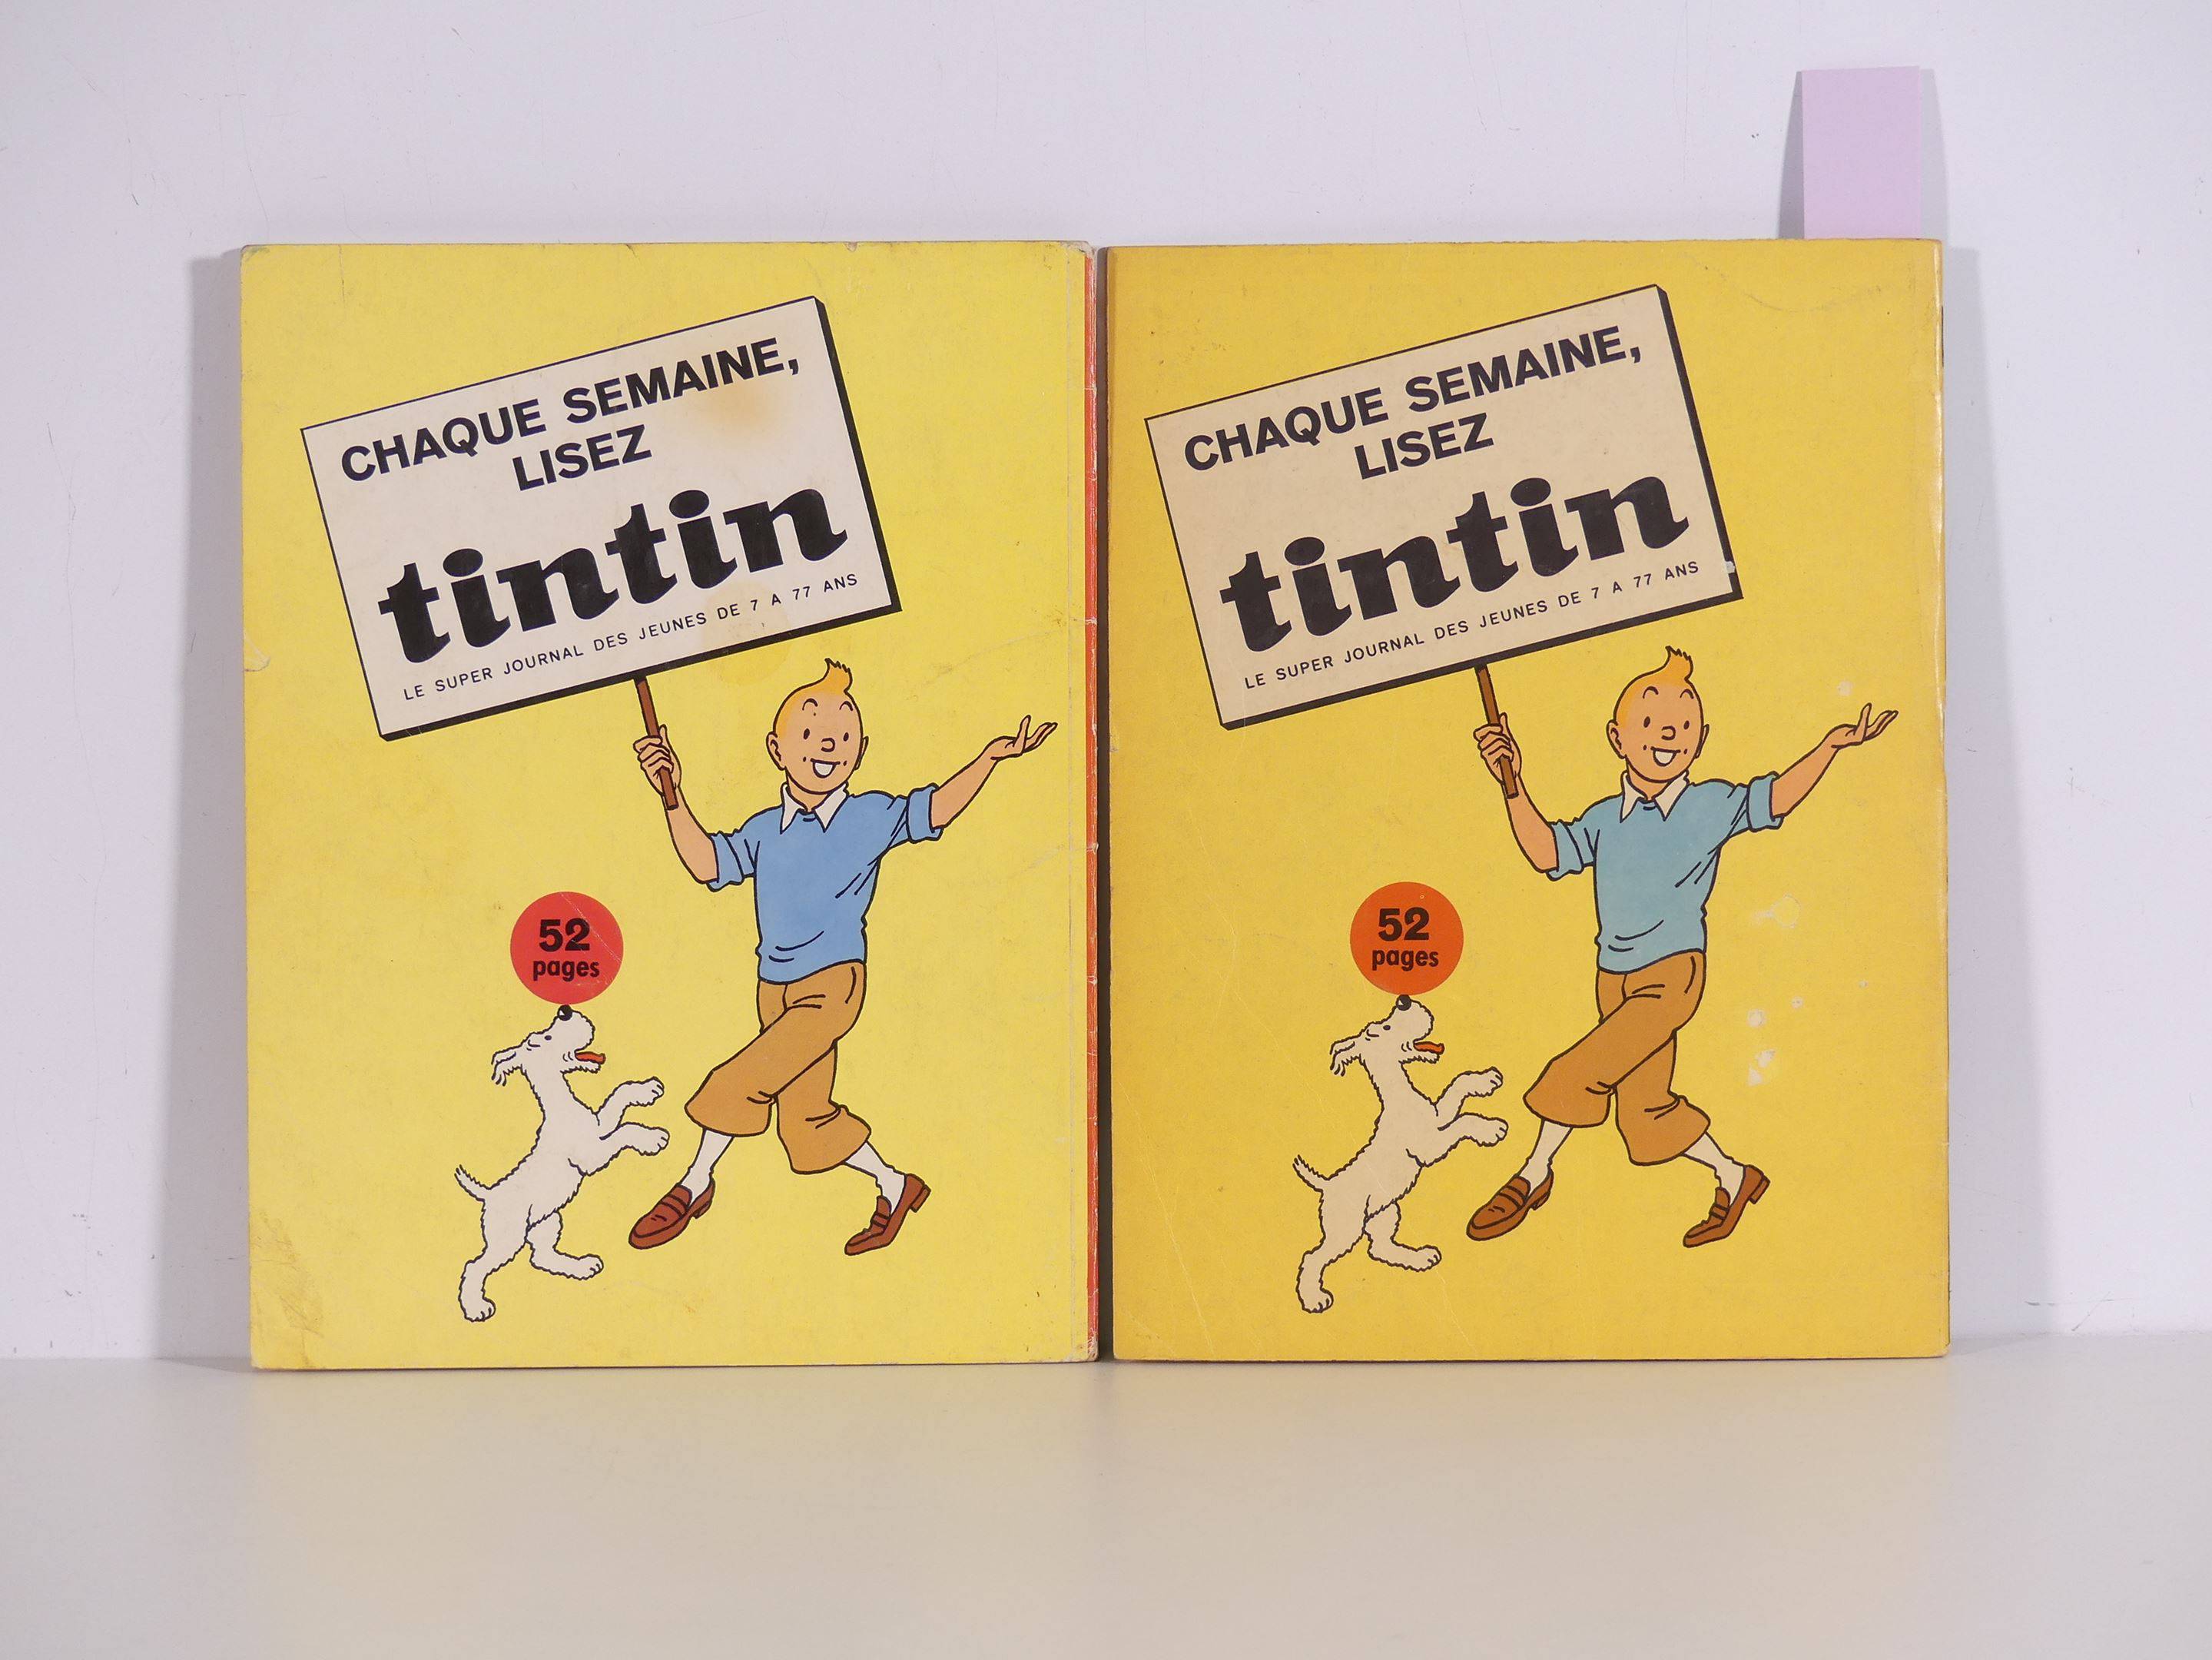 CHAQUE SEMAINE,
LISEZ
tintin
LE SUPER JOURNAL DES JEUNES DE 7 A 77 ANS
52
pages
CHAQUE SEMAINE,
LISEZ
tintin
LE SUPER JOURNAL DES JEUNES DE 7 A 77 ANS
52
pages